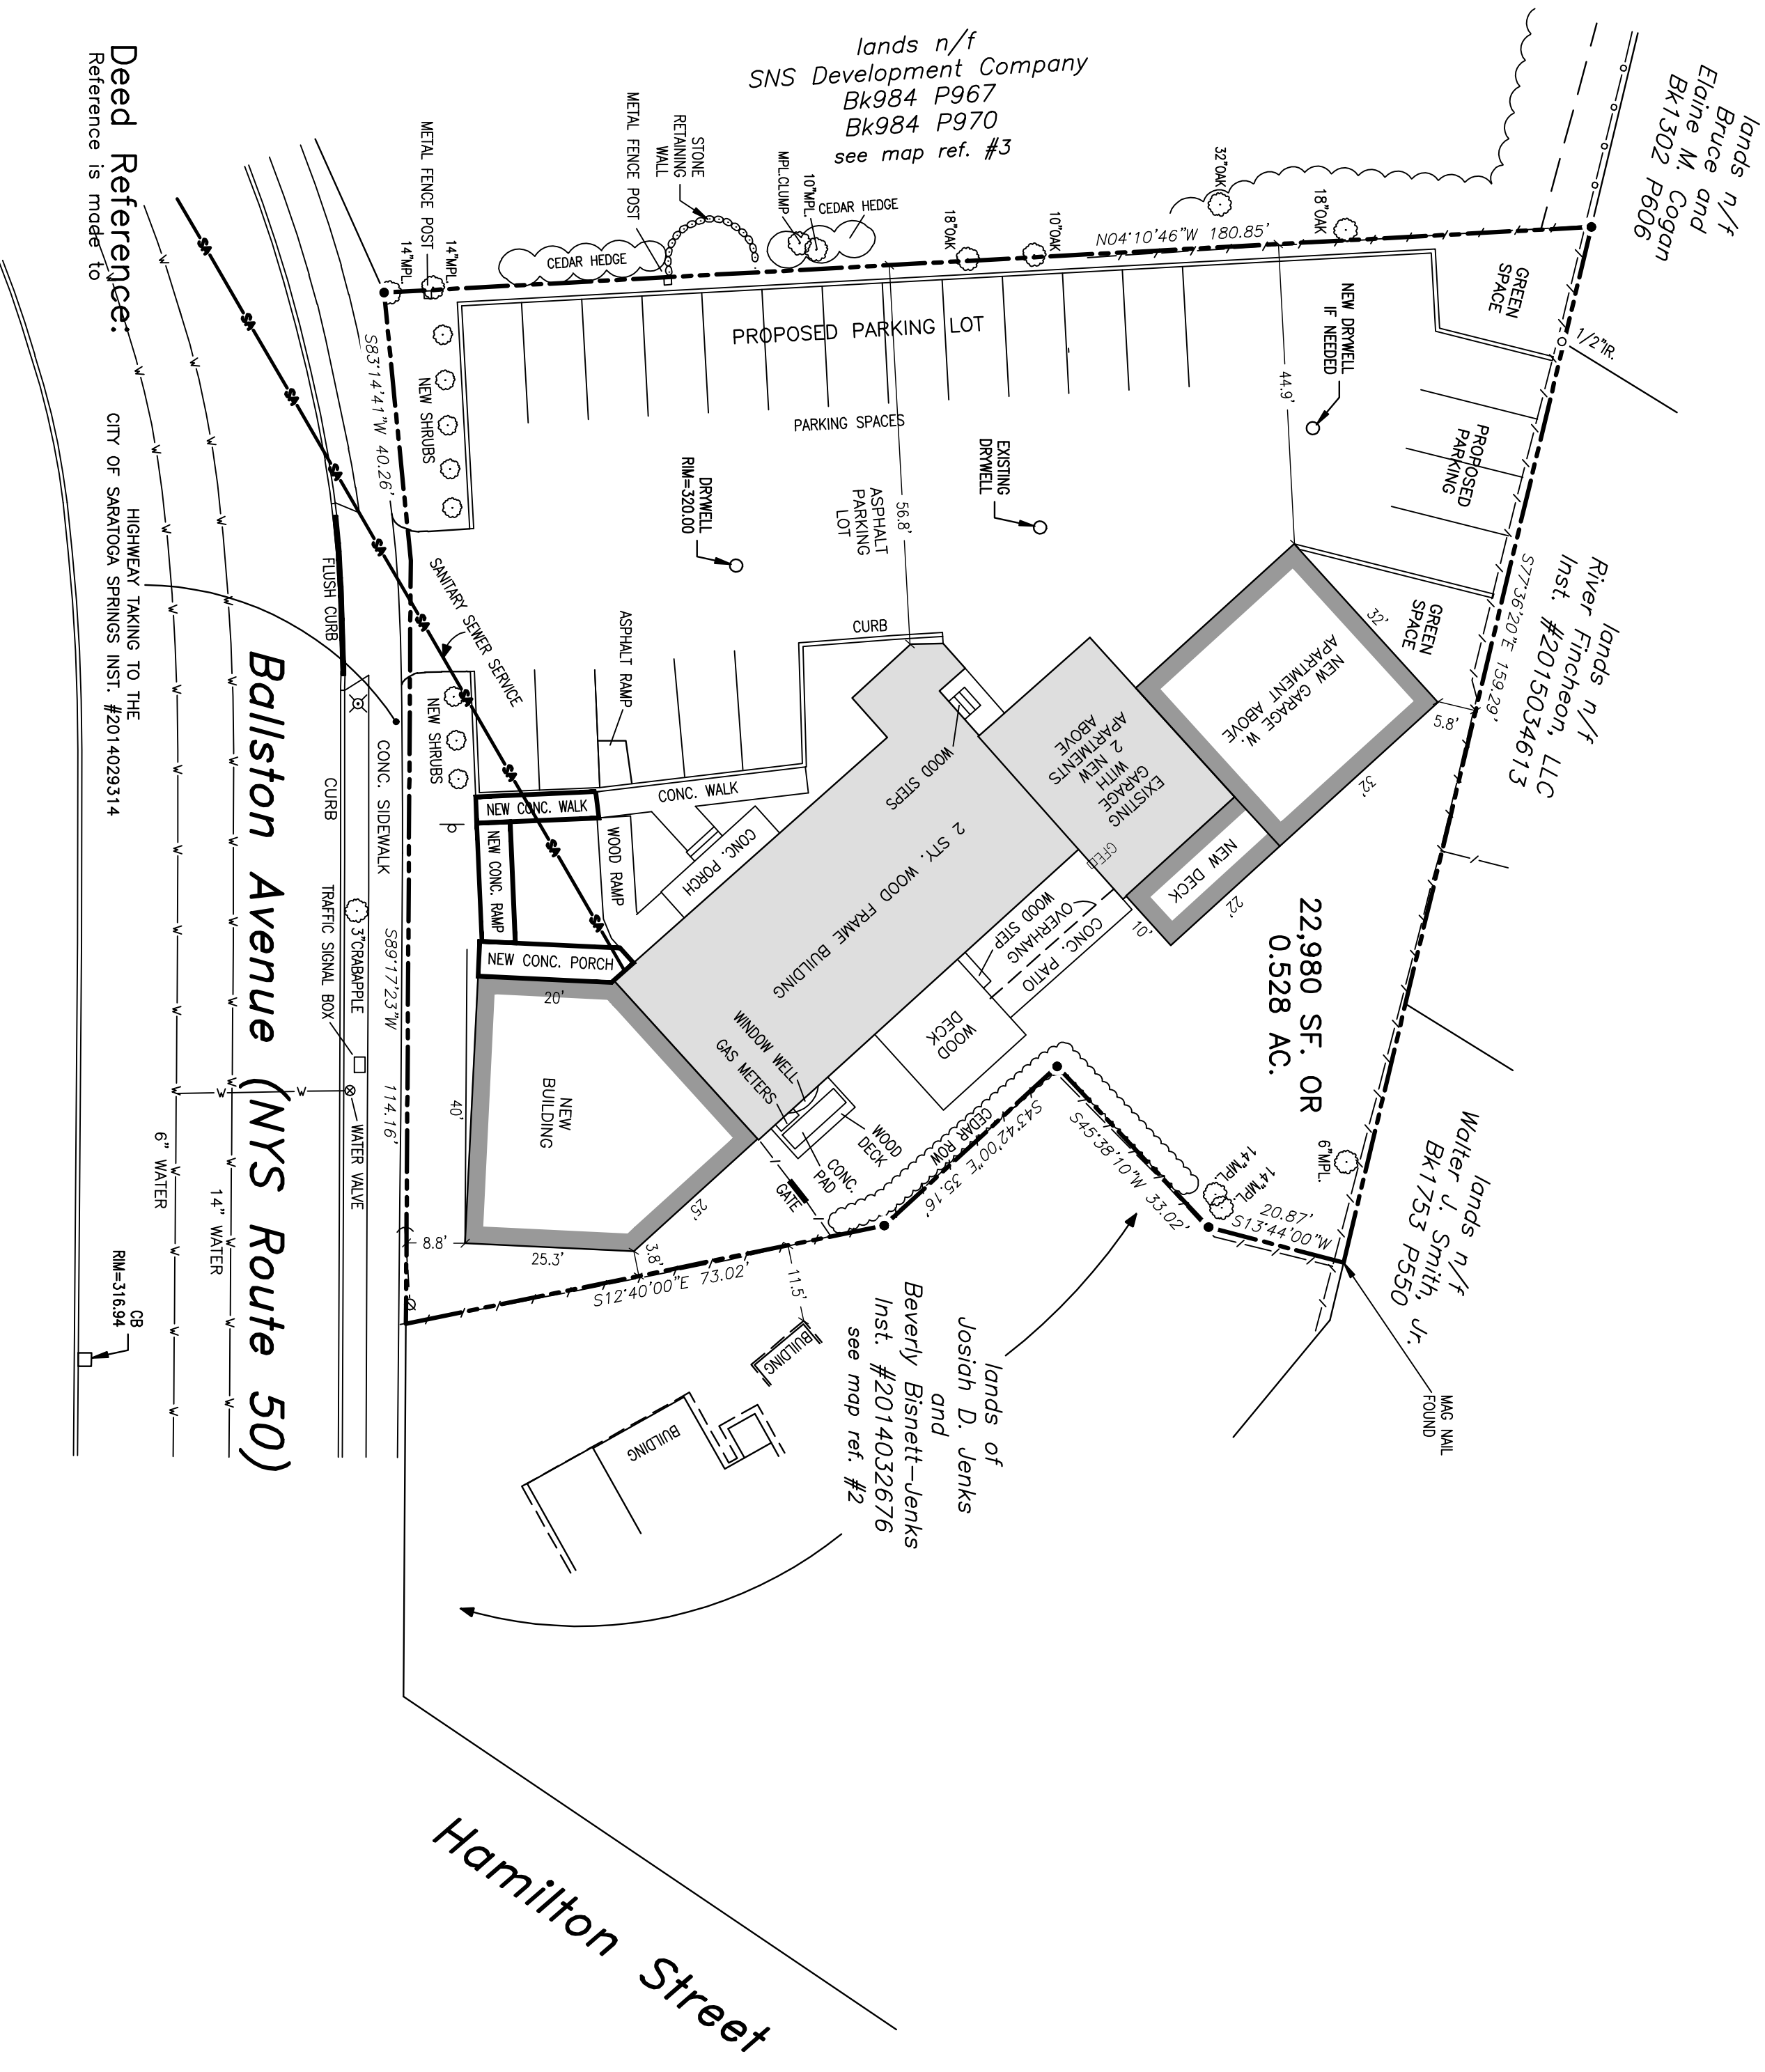 lands n/f
SNS Development Company
Bk984 P967
Bk984 P970
see map ref. #3
lands n/f
Bruce and
Elaine M. Cogan
Bk1302 P606
METAL FENCE POST
METAL FENCE POST
STONE
RETAINING
WALL
MPL.CLUMP
10"MPL.
CEDAR HEDGE
CEDAR HEDGE
14"MPL.
14"MPL.
18"OAK
10"OAK
32"OAK
18"OAK
N04°10'46"W 180.85'
GREEN
SPACE
1/2"IR.
PROPOSED PARKING LOT
PARKING SPACES
NEW DRYWELL
IF NEEDED
44.9'
56.8'
EXISTING
DRYWELL
DRYWELL
RIM=320.00
ASPHALT
PARKING
LOT
PROPOSED
PARKING
S77°36'20"E 159.29'
lands n/f
River Fincheon, LLC
Inst. #2015034613
GREEN
SPACE
5.8'
32'
32'
NEW GARAGE W.
APARTMENT ABOVE
EXISTING
GARAGE
WITH
2 NEW
APARTMENTS
ABOVE
GFED
NEW DECK
22'
10'
22,980 SF. OR
0.528 AC.
Deed Reference:
Reference is made to
HIGHWAY TAKING TO THE
CITY OF SARATOGA SPRINGS INST. #2014029314
S83°14'41"W 40.26'
NEW SHRUBS
SANITARY SEWER SERVICE
SA
SA
SA
SA
SA
SA
SA
SA
SA
SA
FLUSH CURB
CURB
CURB
NEW SHRUBS
ASPHALT RAMP
CONC. WALK
NEW CONC. WALK
NEW CONC. RAMP
WOOD RAMP
CONC. PORCH
NEW CONC. PORCH
WOOD STEPS
2 STY. WOOD FRAME BUILDING
CONC. PATIO
OVERHANG
WOOD STEP
WOOD
DECK
WINDOW WELL
GAS METERS
WOOD
DECK
CONC.
PAD
GATE
20'
40'
25'
25.3'
3.8'
8.8'
11.5'
NEW
BUILDING
CEDAR ROW
S43°42'00"E 35.16'
S45°38'10"W 33.02'
14"MPL.
14"MPL.
6"MPL.
20.87'
S13°44'00"W
S12°40'00"E 73.02'
lands n/f
Walter J. Smith, Jr.
Bk1753 P550
MAG NAIL
FOUND
lands of
Josiah D. Jenks
and
Beverly Bisnett-Jenks
Inst. #2014032676
see map ref. #2
BUILDING
BUILDING
CONC. SIDEWALK
S89°17'23"W
114.16'
3"CRABAPPLE
TRAFFIC SIGNAL BOX
WATER VALVE
Ballston Avenue (NYS Route 50)
14" WATER
6" WATER
CB
RIM=316.94
Hamilton Street